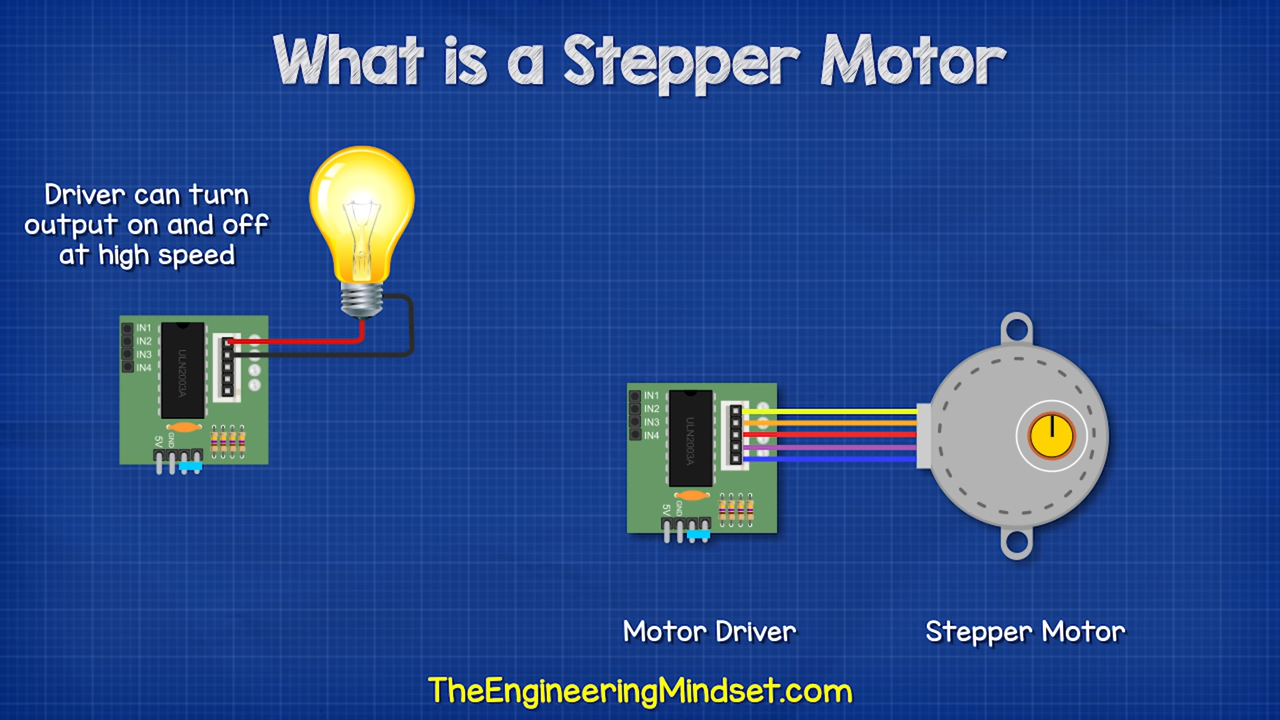 What is a Stepper Motor
Driver can turn
output on and off
at high speed
IN1
IN2
IN3
IN4
ULN2003A
5V
GND
IN1
IN2
IN3
IN4
ULN2003A
5V
GND
Motor Driver
Stepper Motor
TheEngineeringMindset.com